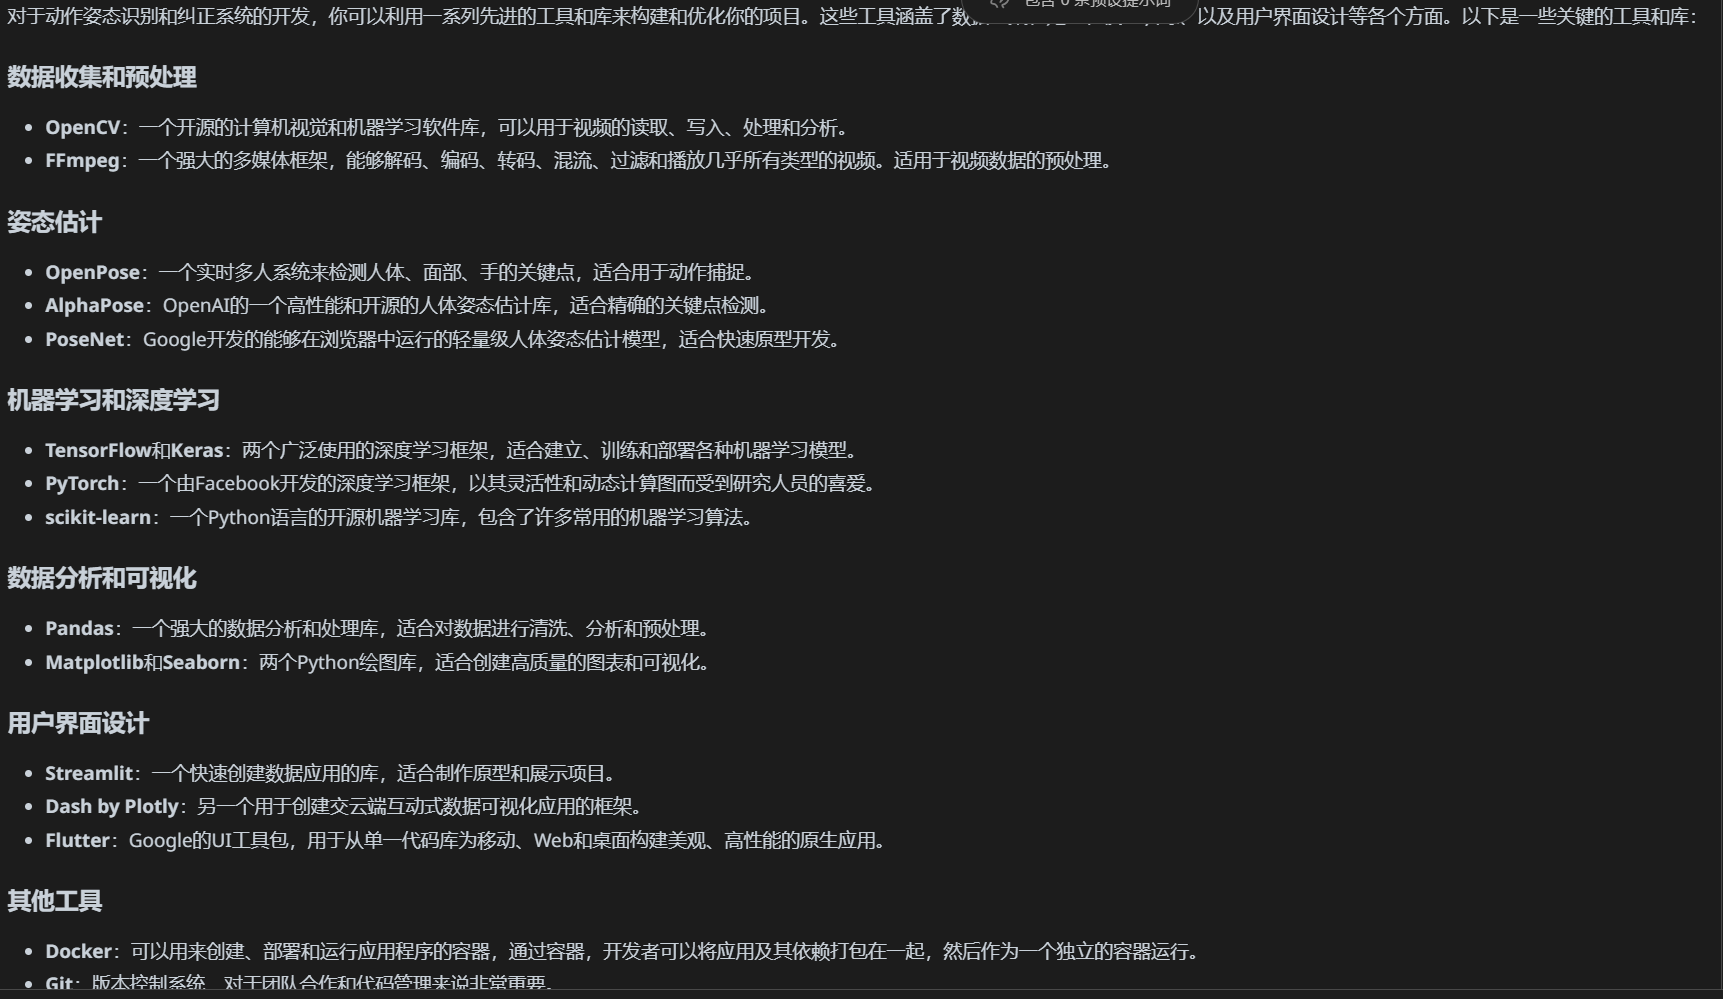 包含 0 条预设提示词
对于动作姿态识别和纠正系统的开发，你可以利用一系列先进的工具和库来构建和优化你的项目。这些工具涵盖了数据 以及用户界面设计等各个方面。以下是一些关键的工具和库：
数据收集和预处理
OpenCV：一个开源的计算机视觉和机器学习软件库，可以用于视频的读取、写入、处理和分析。
FFmpeg：一个强大的多媒体框架，能够解码、编码、转码、混流、过滤和播放几乎所有类型的视频。适用于视频数据的预处理。
姿态估计
OpenPose：一个实时多人系统来检测人体、面部、手的关键点，适合用于动作捕捉。
AlphaPose：OpenAI的一个高性能和开源的人体姿态估计库，适合精确的关键点检测。
PoseNet：Google开发的能够在浏览器中运行的轻量级人体姿态估计模型，适合快速原型开发。
机器学习和深度学习
TensorFlow和Keras：两个广泛使用的深度学习框架，适合建立、训练和部署各种机器学习模型。
PyTorch：一个由Facebook开发的深度学习框架，以其灵活性和动态计算图而受到研究人员的喜爱。
scikit-learn：一个Python语言的开源机器学习库，包含了许多常用的机器学习算法。
数据分析和可视化
Pandas：一个强大的数据分析和处理库，适合对数据进行清洗、分析和预处理。
Matplotlib和Seaborn：两个Python绘图库，适合创建高质量的图表和可视化。
用户界面设计
Streamlit：一个快速创建数据应用的库，适合制作原型和展示项目。
Dash by Plotly：另一个用于创建交云端互动式数据可视化应用的框架。
Flutter：Google的UI工具包，用于从单一代码库为移动、Web和桌面构建美观、高性能的原生应用。
其他工具
Docker：可以用来创建、部署和运行应用程序的容器，通过容器，开发者可以将应用及其依赖打包在一起，然后作为一个独立的容器运行。
Git：版本控制系统，对于团队合作和代码管理来说非常重要。